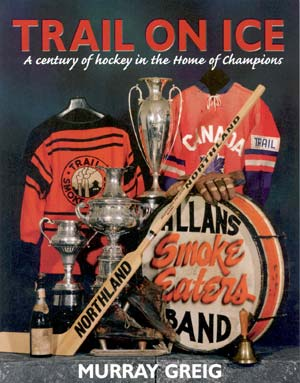 TRAIL ON ICE
A century of hockey in the Home of Champions
TRAIL
SMOKE
CANADA
TRAIL
NORTHLAND
NORTHLAND
ALLANS
Smoke
Eaters
BAND
MURRAY GREIG